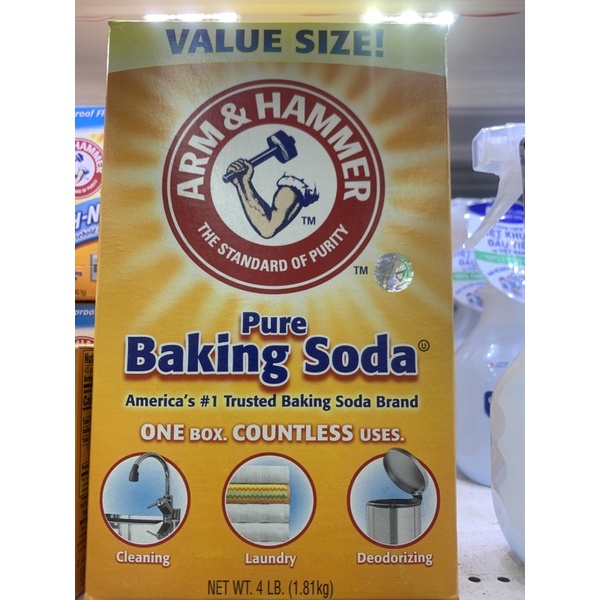 VALUE SIZE!
ARM & HAMMER
TM
THE STANDARD OF PURITY
TM
Pure
Baking Soda
U
America's #1 Trusted Baking Soda Brand
ONE BOX. COUNTLESS USES.
Cleaning
Laundry
Deodorizing
NET WT. 4 LB. (1.81kg)
HAMMER